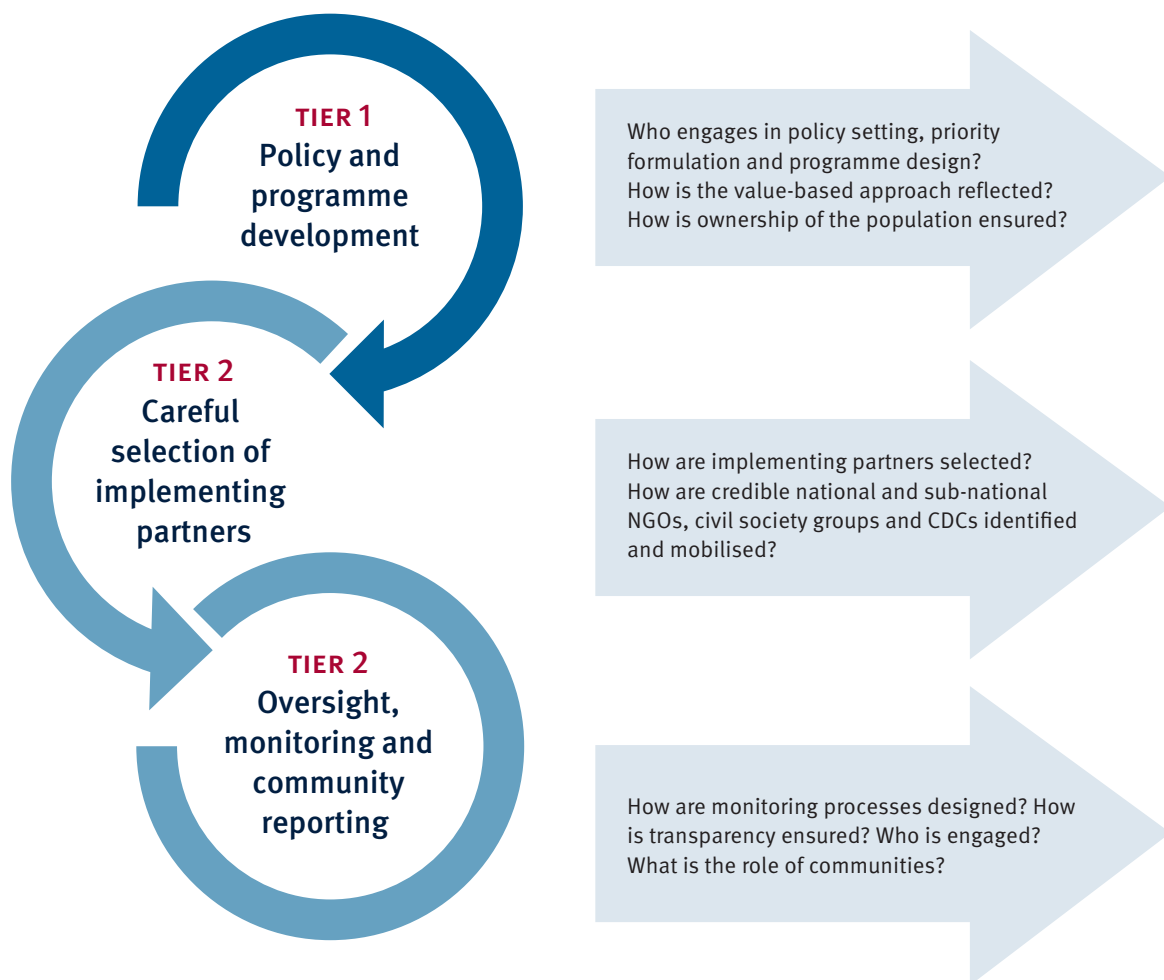 TIER 1
Policy and
programme
development
Who engages in policy setting, priority
formulation and programme design?
How is the value-based approach reflected?
How is ownership of the population ensured?
TIER 2
Careful
selection of
implementing
partners
How are implementing partners selected?
How are credible national and sub-national
NGOs, civil society groups and CDCs identified
and mobilised?
TIER 2
Oversight,
monitoring and
community
reporting
How are monitoring processes designed? How
is transparency ensured? Who is engaged?
What is the role of communities?